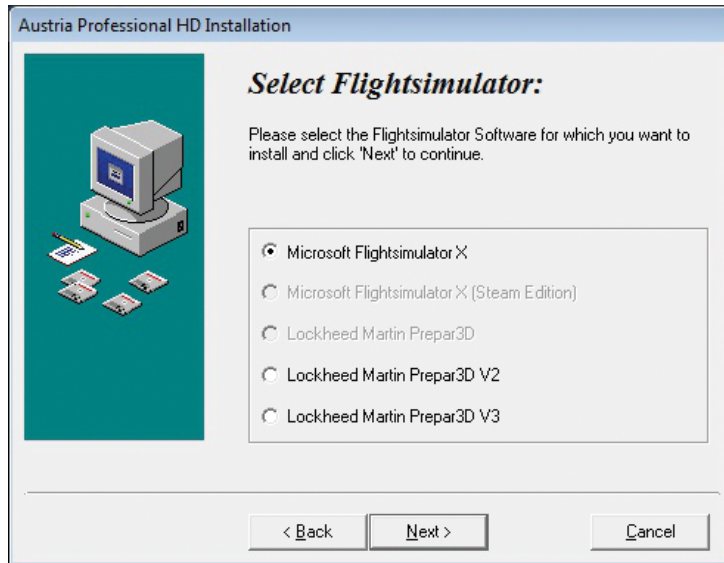 Austria Professional HD Installation
Select Flightsimulator:
Please select the Flightsimulator Software for which you want to
install and click 'Next' to continue.
Microsoft Flightsimulator X
Microsoft Flightsimulator X (Steam Edition)
Lockheed Martin Prepar3D
Lockheed Martin Prepar3D V2
Lockheed Martin Prepar3D V3
< Back
Next >
Cancel